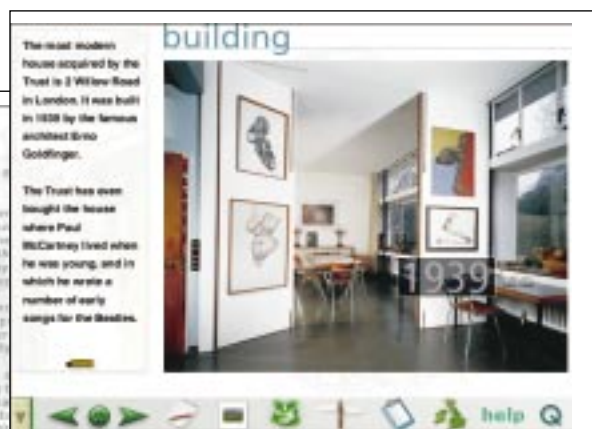 building
The most modern
house acquired by the
Trust is 2 Willow Road
in London. It was built
in 1939 by the famous
architect Erno
Goldfinger.
The Trust has even
bought the house
where Paul
McCartney lived when
he was young, and in
which he wrote a
number of early
songs for the Beatles.
1939
help
Q